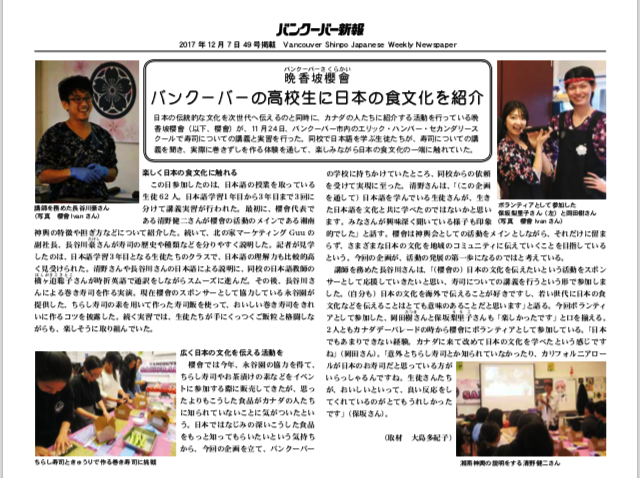 バンクーバー新報
2017年12月7日49号掲載 Vancouver Shinpo Japanese Weekly Newspaper
バンクーバーさくらかい
晩香坡櫻會
バンクーバーの高校生に日本の食文化を紹介
日本の伝統的な文化を次世代へ伝えるのと同時に、カナダの人たちに紹介する活動を行っている晩
香坡櫻會（以下、櫻會）が、11月24日、バンクーバー市内のエリック・ハンバー・セカンダリース
クールで寿司についての講義と実習を行った。同校で日本語を学ぶ生徒たちが、寿司についての講
義を聞き、実際に巻きずしを作る体験を通して、楽しみながら日本の食文化の一端に触れていた。
講師を務めた長谷川豪さん
（写真 櫻會Ivanさん）
楽しく日本の食文化に触れる
この日参加したのは、日本語の授業を取っている
生徒62人。日本語学習1年目から3年目まで3回に
分けて講義実習が行われた。最初に、櫻會代表で
ある清野健二さんが櫻會の活動のメインである湘南
神輿の特徴や担ぎ方などについて紹介した。続いて、北の家マーケティングGuuの
副社長、長谷川豪さんが寿司の歴史や種類などを分りやすく説明した。記者が見学
したのは、日本語学習3年目となる生徒たちのクラスで、日本語の理解力も比較的高
く見受けられた。清野さんや長谷川さんの日本語による説明に、同校の日本語教師の
橋ヶ迫聡子さんが時折英語で通訳をしながらスムーズに進んだ。その後、長谷川さ
んによる巻き寿司を作る実演。現在櫻會のスポンサーとして協力している永谷園が
提供した、ちらし寿司の素を用いて作った寿司飯を使って、おいしい巻き寿司をきれ
いに作るコツを披露した。続く実習では、生徒たちが手にくっつくご飯粒と格闘しな
がらも、楽しそうに取り組んでいた。
ちらし寿司ときゅうりで作る巻き寿司に挑戦
広く日本の文化を伝える活動を
櫻會では今年、永谷園の協力を得て、
ちらし寿司やお茶漬けの素などをイベン
トに参加する際に販売してきたが、思っ
たよりもこうした食品がカナダの人たち
に知られていないことに気がついたとい
う。日本ではなじみの深いこうした食品
をもっと知ってもらいたいという気持ち
から、今回の企画を立て、バンクーバー
の学校に持ちかけていたところ、同校からの依頼
を受けて実現に至った。清野さんは、「（この企画
を通して）日本語を学んでいる生徒さんが、生き
た日本語を文化と共に学べたのではないかと思い
ます。みなさんが興味深く聞いている様子も印象
的でした」と話す。櫻會は神輿会としての活動をメインとしながら、それだけに留ま
らず、さまざまな日本の文化を地域のコミュニティに伝えていくことを目指している
という。今回の企画が、活動の発展の第一歩になるのではと考えている。
講師を務めた長谷川さんは、「（櫻會の）日本の文化を伝えたいという活動をスポン
サーとして応援していきたいと思い、寿司についての講義を行うという形で参加しま
した。（自分も）日本の文化を海外で伝えることが好きですし、若い世代に日本の食
文化などを伝えることはとても意味のあることだと思います」と語る。今回ボランティ
アとして参加した、岡田樹さんと保坂梨里子さんも「楽しかったです」と口を揃える。
2人ともカナダデーパレードの時から櫻會にボランティアとして参加している。「日本
でもあまりできない経験。カナダに来て改めて日本の文化を学べたという感じです
ね」（岡田さん）。「意外とちらし寿司とか知られていなかったり、カリフォルニアロー
ルが日本のお寿司だと思っている方が
いらっしゃるんですね。生徒さんたち
が、おいしいといって、良い反応をし
てくれているのがとてもうれしかった
です」（保坂さん）。
（取材 大島多紀子）
ボランティアとして参加した
保坂梨里子さん（左）と岡田樹さん
（写真 櫻會Ivanさん）
湘南神輿の説明をする清野健二さん